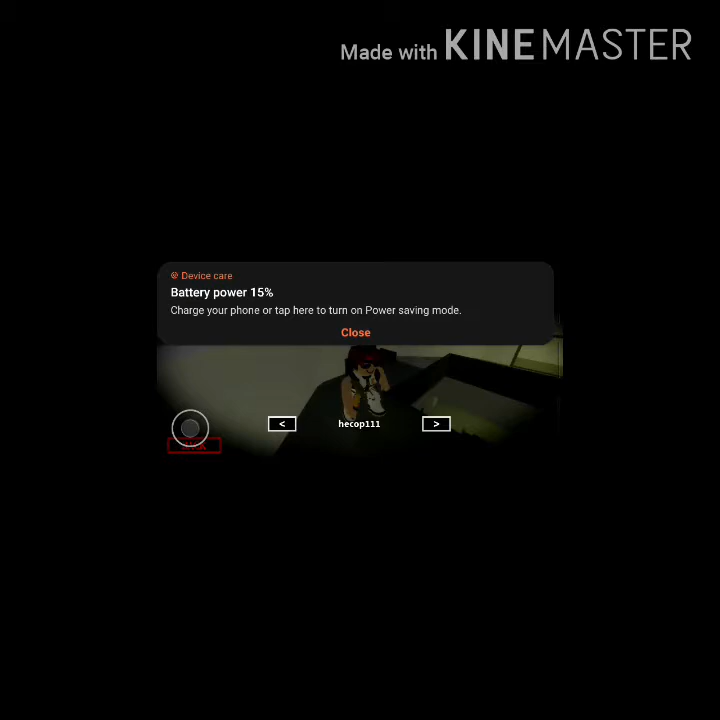 Made with KINEMASTER
Device care
Battery power 15%
Charge your phone or tap here to turn on Power saving mode.
Close
< hecop111 >